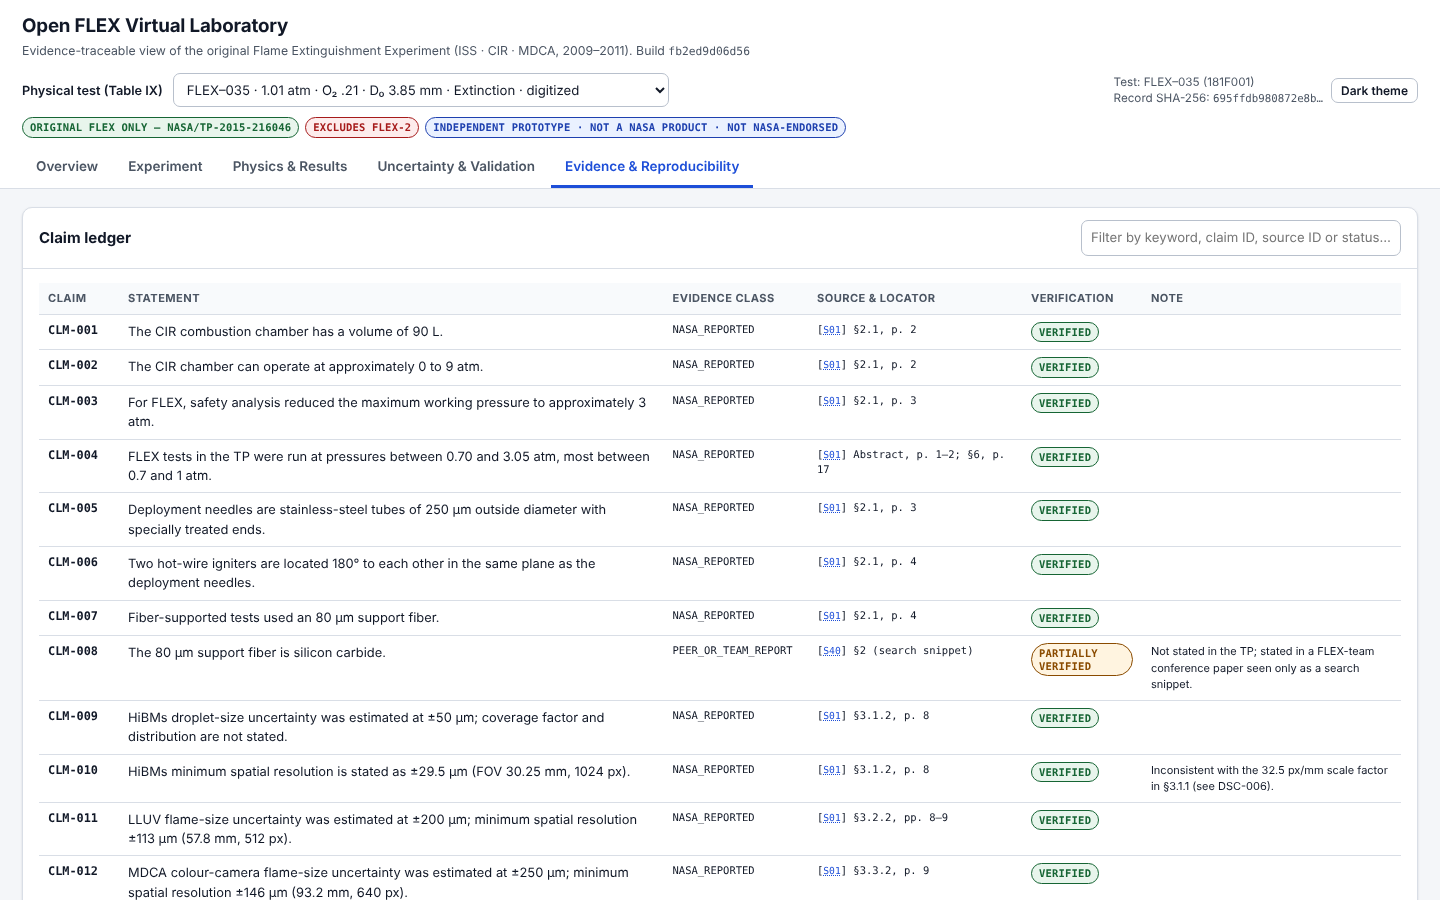 Open FLEX Virtual Laboratory
Evidence-traceable view of the original Flame Extinguishment Experiment (ISS · CIR · MDCA, 2009–2011). Build fb2ed9d06d56
Physical test (Table IX)
FLEX–035 · 1.01 atm · O₂ .21 · D₀ 3.85 mm · Extinction · digitized
Test: FLEX–035 (181F001)
Record SHA-256: 695ffdb980872e8b…
Dark theme
ORIGINAL FLEX ONLY — NASA/TP-2015-216046
EXCLUDES FLEX-2
INDEPENDENT PROTOTYPE · NOT A NASA PRODUCT · NOT NASA-ENDORSED
Overview
Experiment
Physics & Results
Uncertainty & Validation
Evidence & Reproducibility
Claim ledger
Filter by keyword, claim ID, source ID or status…
CLAIM STATEMENT EVIDENCE CLASS SOURCE & LOCATOR VERIFICATION NOTE
CLM-001 The CIR combustion chamber has a volume of 90 L. NASA_REPORTED [S01] §2.1, p. 2 VERIFIED
CLM-002 The CIR chamber can operate at approximately 0 to 9 atm. NASA_REPORTED [S01] §2.1, p. 2 VERIFIED
CLM-003 For FLEX, safety analysis reduced the maximum working pressure to approximately 3 NASA_REPORTED [S01] §2.1, p. 3 VERIFIED
atm.
CLM-004 FLEX tests in the TP were run at pressures between 0.70 and 3.05 atm, most between NASA_REPORTED [S01] Abstract, p. 1–2; §6, p. VERIFIED
0.7 and 1 atm. 17
CLM-005 Deployment needles are stainless-steel tubes of 250 µm outside diameter with NASA_REPORTED [S01] §2.1, p. 3 VERIFIED
specially treated ends.
CLM-006 Two hot-wire igniters are located 180° to each other in the same plane as the NASA_REPORTED [S01] §2.1, p. 4 VERIFIED
deployment needles.
CLM-007 Fiber-supported tests used an 80 µm support fiber. NASA_REPORTED [S01] §2.1, p. 4 VERIFIED
CLM-008 The 80 µm support fiber is silicon carbide. PEER_OR_TEAM_REPORT [S40] §2 (search snippet) PARTIALLY Not stated in the TP; stated in a FLEX-team
VERIFIED conference paper seen only as a search
snippet.
CLM-009 HiBMs droplet-size uncertainty was estimated at ±50 µm; coverage factor and NASA_REPORTED [S01] §3.1.2, p. 8 VERIFIED
distribution are not stated.
CLM-010 HiBMs minimum spatial resolution is stated as ±29.5 µm (FOV 30.25 mm, 1024 px). NASA_REPORTED [S01] §3.1.2, p. 8 VERIFIED Inconsistent with the 32.5 px/mm scale factor
in §3.1.1 (see DSC-006).
CLM-011 LLUV flame-size uncertainty was estimated at ±200 µm; minimum spatial resolution NASA_REPORTED [S01] §3.2.2, pp. 8–9 VERIFIED
±113 µm (57.8 mm, 512 px).
CLM-012 MDCA colour-camera flame-size uncertainty was estimated at ±250 µm; minimum NASA_REPORTED [S01] §3.3.2, p. 9 VERIFIED
spatial resolution ±146 µm (93.2 mm, 640 px).